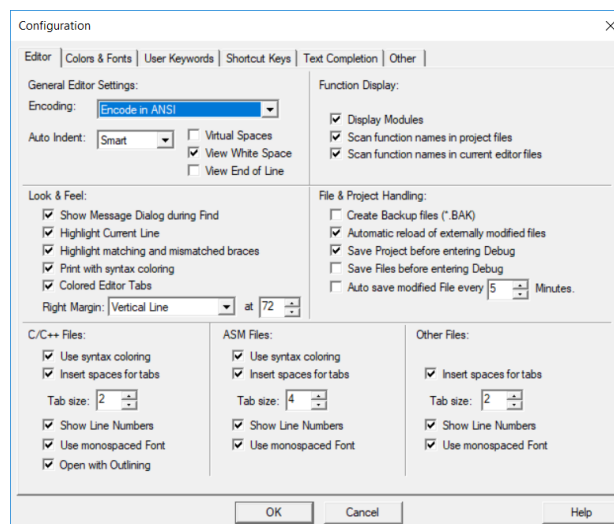 Configuration
Editor Colors & Fonts User Keywords Shortcut Keys Text Completion Other
General Editor Settings:
Encoding: Encode in ANSI
Auto Indent: Smart
Virtual Spaces
View White Space
View End of Line
Function Display:
Display Modules
Scan function names in project files
Scan function names in current editor files
Look & Feel:
Show Message Dialog during Find
Highlight Current Line
Highlight matching and mismatched braces
Print with syntax coloring
Colored Editor Tabs
Right Margin: Vertical Line at 72
File & Project Handling:
Create Backup files (*.BAK)
Automatic reload of externally modified files
Save Project before entering Debug
Save Files before entering Debug
Auto save modified File every 5 Minutes.
C/C++ Files:
Use syntax coloring
Insert spaces for tabs
Tab size: 2
Show Line Numbers
Use monospaced Font
Open with Outlining
ASM Files:
Use syntax coloring
Insert spaces for tabs
Tab size: 4
Show Line Numbers
Use monospaced Font
Other Files:
Insert spaces for tabs
Tab size: 2
Show Line Numbers
Use monospaced Font
OK Cancel Help